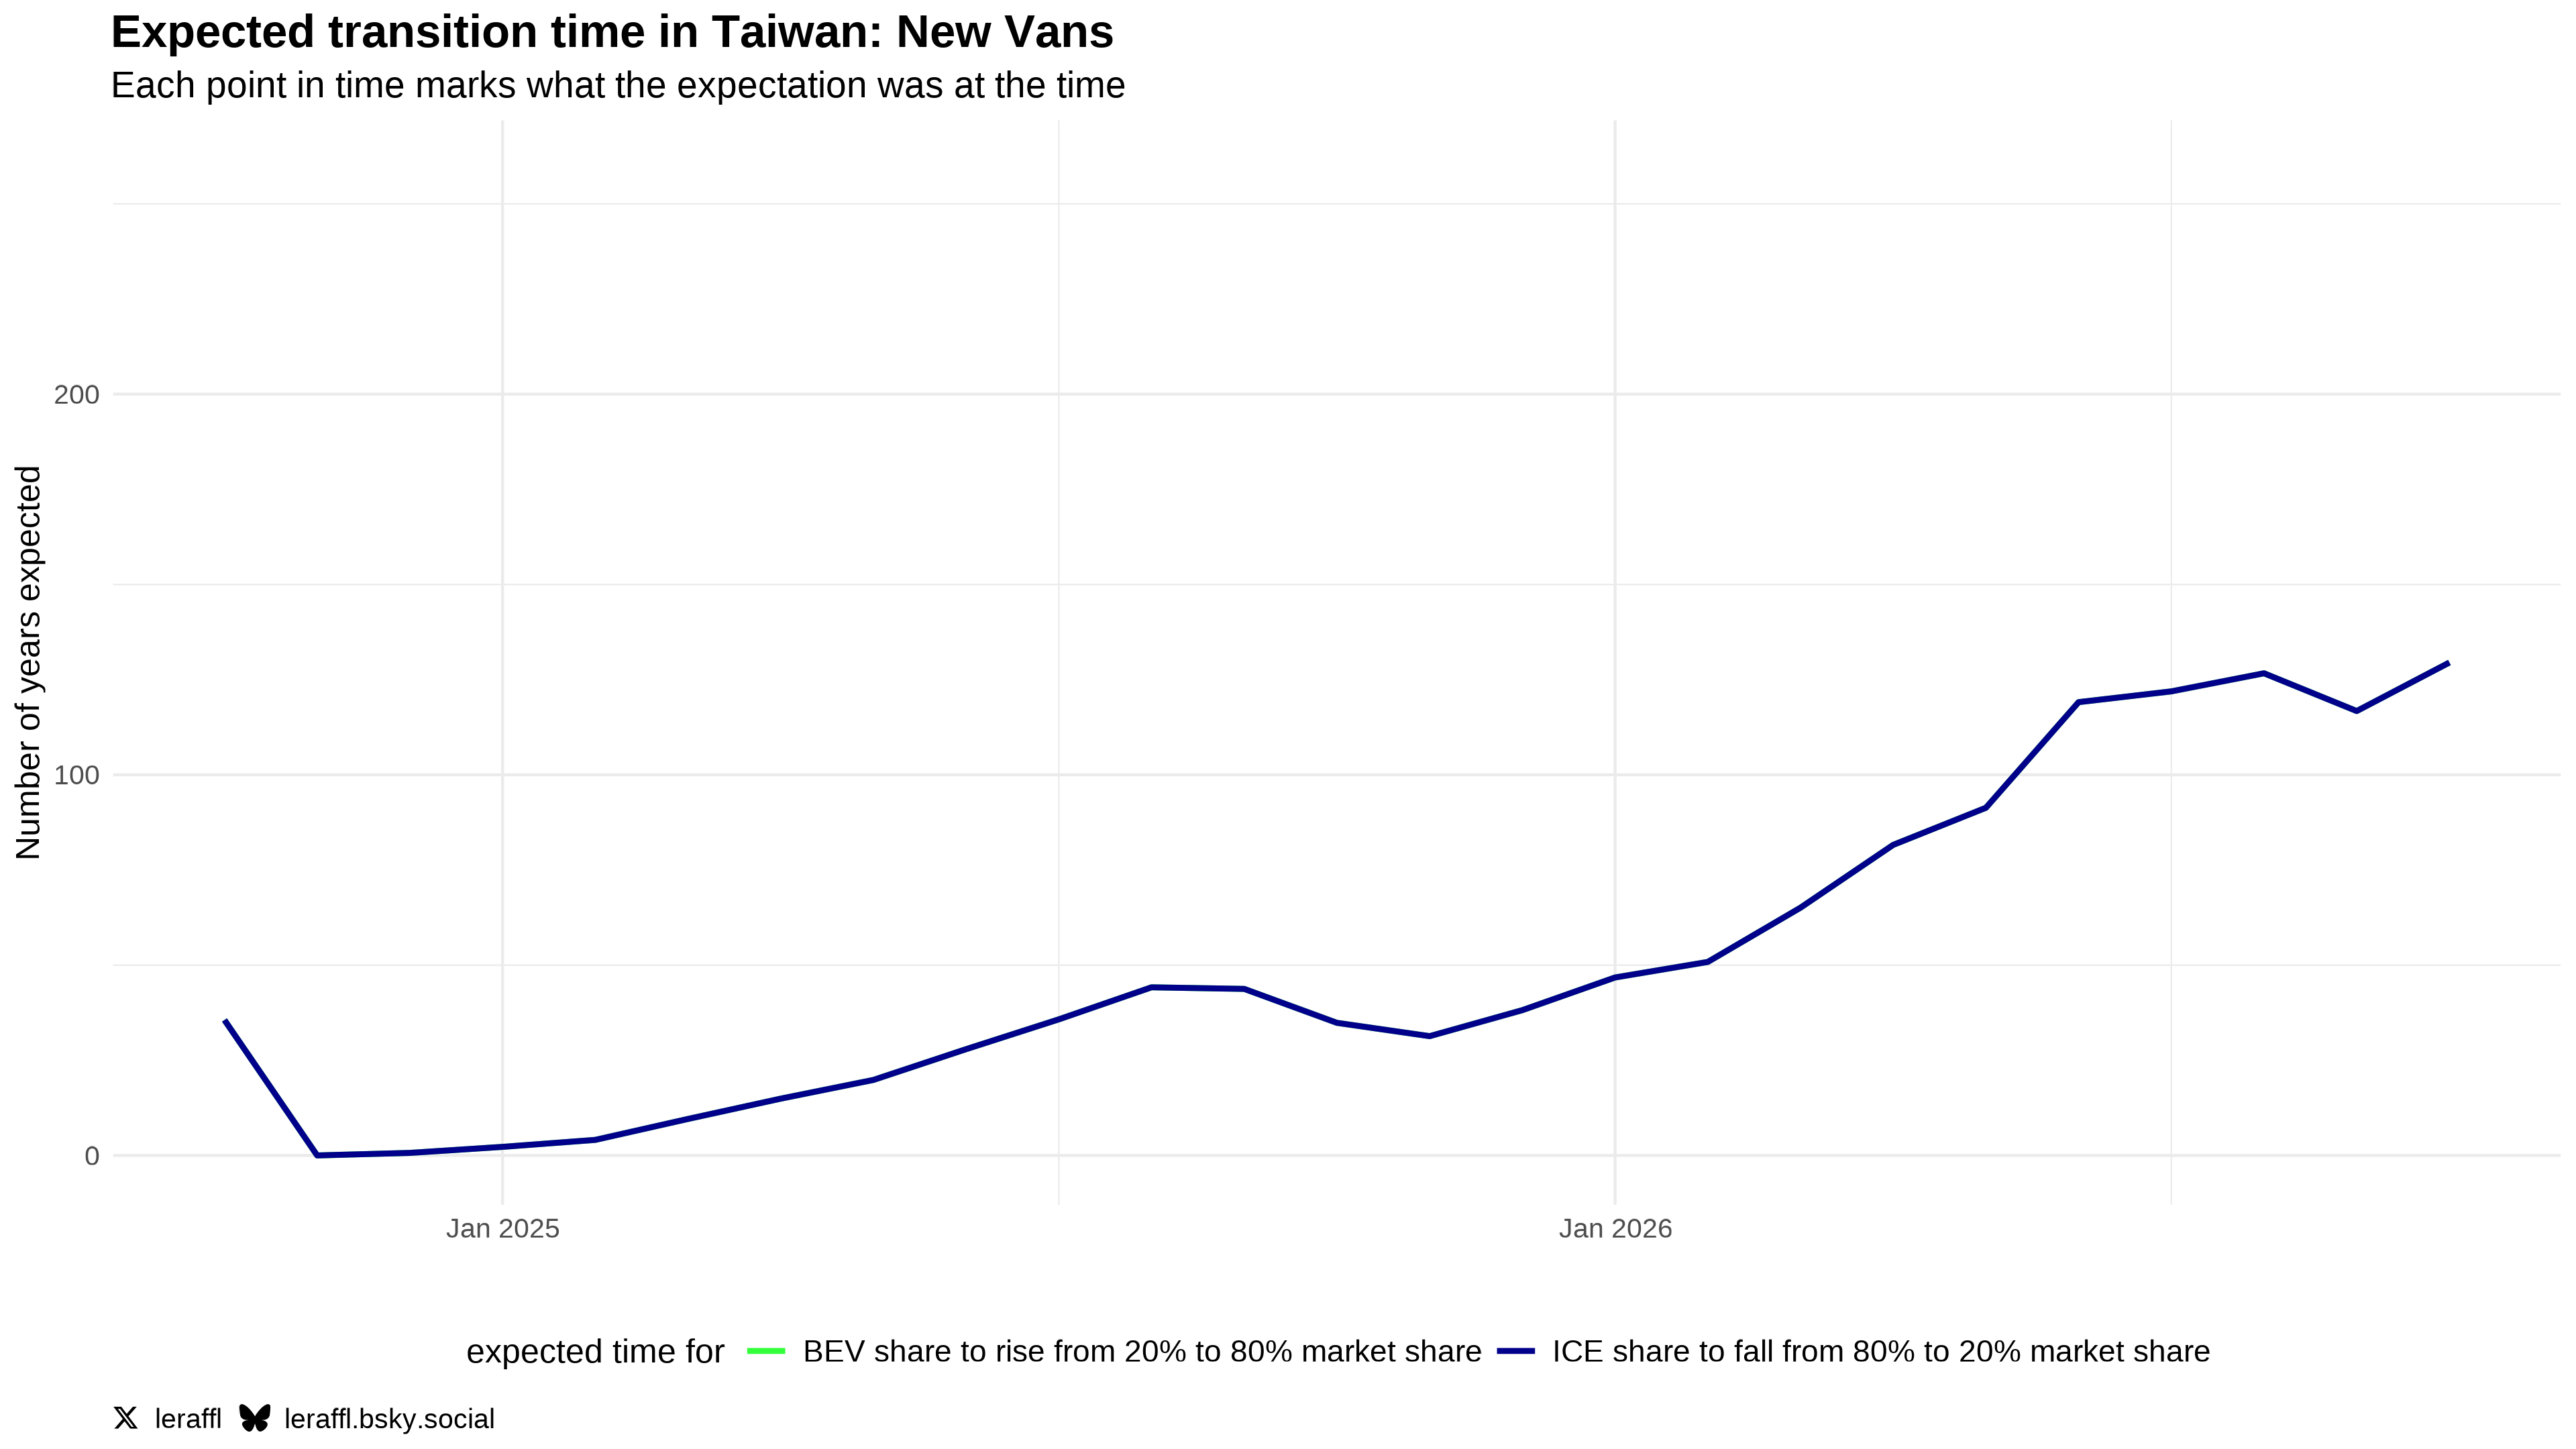 Expected transition time in Taiwan: New Vans
Each point in time marks what the expectation was at the time
Number of years expected
200
100
0
Jan 2025
Jan 2026
expected time for
BEV share to rise from 20% to 80% market share
ICE share to fall from 80% to 20% market share
leraffl
leraffl.bsky.social